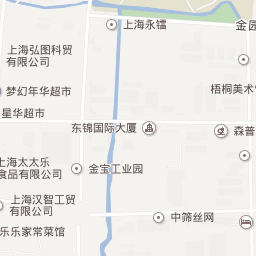 上海永镭
金园
上海弘图科贸
有限公司
梦幻年华超市
梧桐美术
星华超市
东锦国际大厦
森普
上海太太乐
食品有限公司
金宝工业园
上海汉智工贸
有限公司
中筛丝网
乐乐家常菜馆